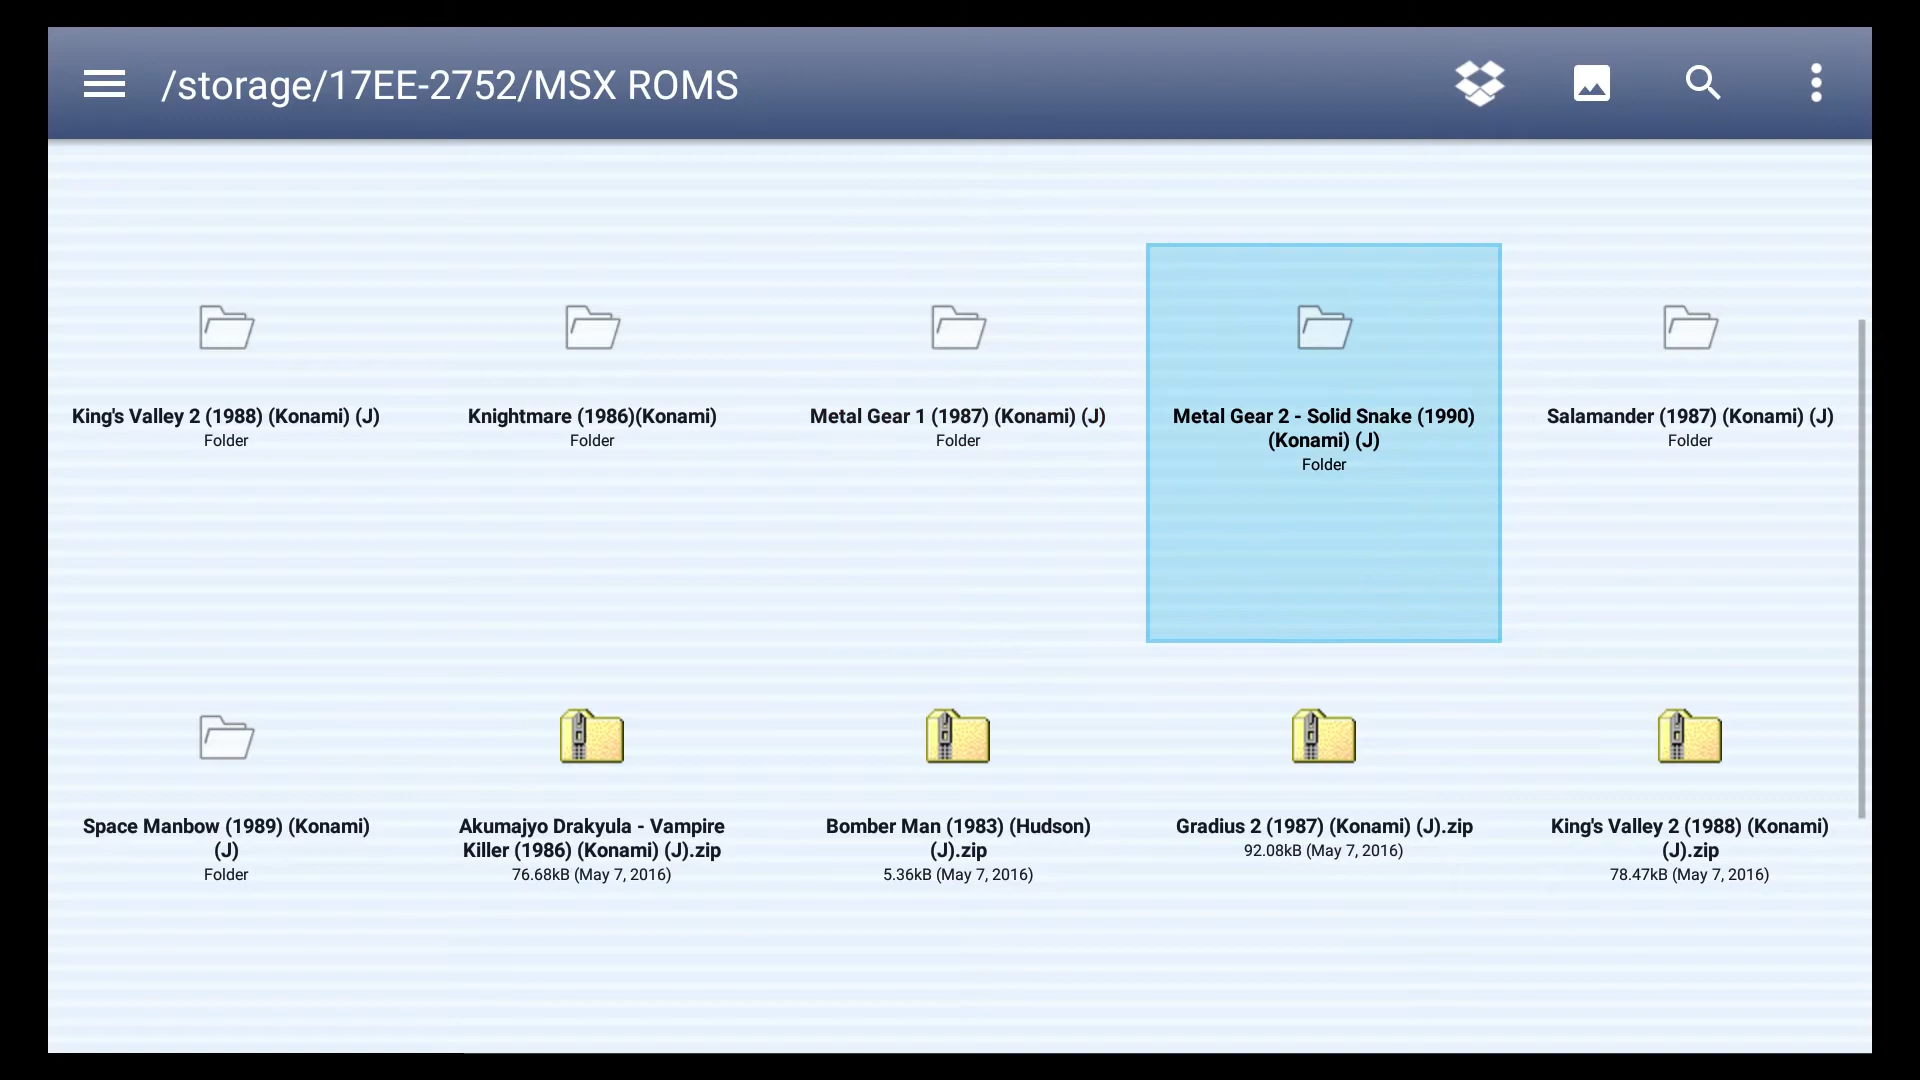 /storage/17EE-2752/MSX ROMS
King's Valley 2 (1988) (Konami) (J)
Folder
Knightmare (1986)(Konami)
Folder
Metal Gear 1 (1987) (Konami) (J)
Folder
Metal Gear 2 - Solid Snake (1990)
(Konami) (J)
Folder
Salamander (1987) (Konami) (J)
Folder
Space Manbow (1989) (Konami)
(J)
Folder
Akumajyo Drakyula - Vampire
Killer (1986) (Konami) (J).zip
76.68kB (May 7, 2016)
Bomber Man (1983) (Hudson)
(J).zip
5.36kB (May 7, 2016)
Gradius 2 (1987) (Konami) (J).zip
92.08kB (May 7, 2016)
King's Valley 2 (1988) (Konami)
(J).zip
78.47kB (May 7, 2016)